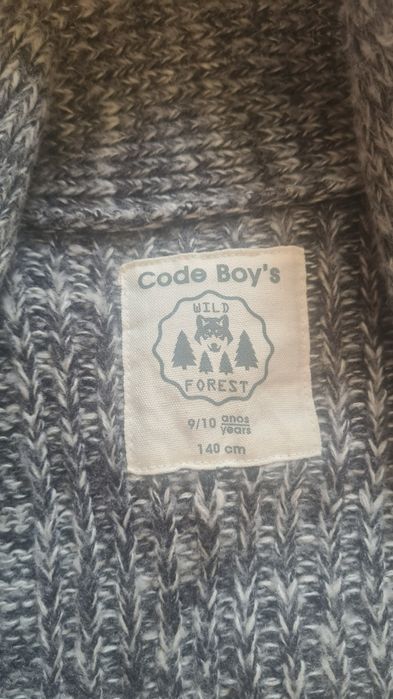 Code Boy's
WILD
FOREST
9/10 anos
years
140 cm